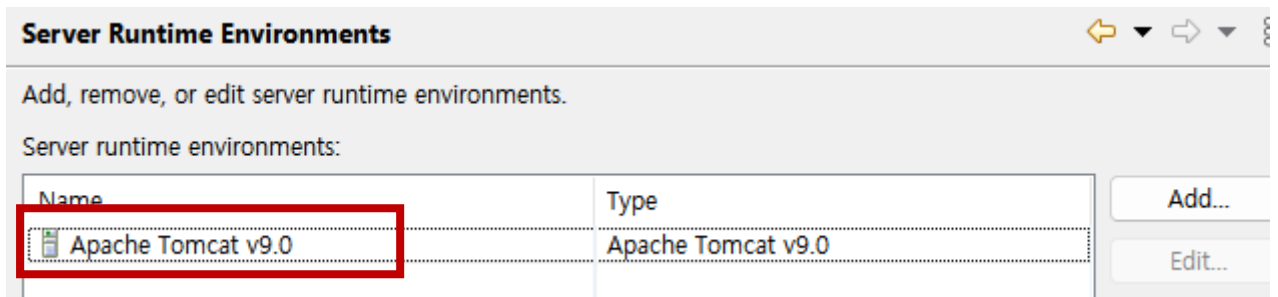 Server Runtime Environments
Add, remove, or edit server runtime environments.
Server runtime environments:
Name Type Add...
Apache Tomcat v9.0 Apache Tomcat v9.0
Edit...